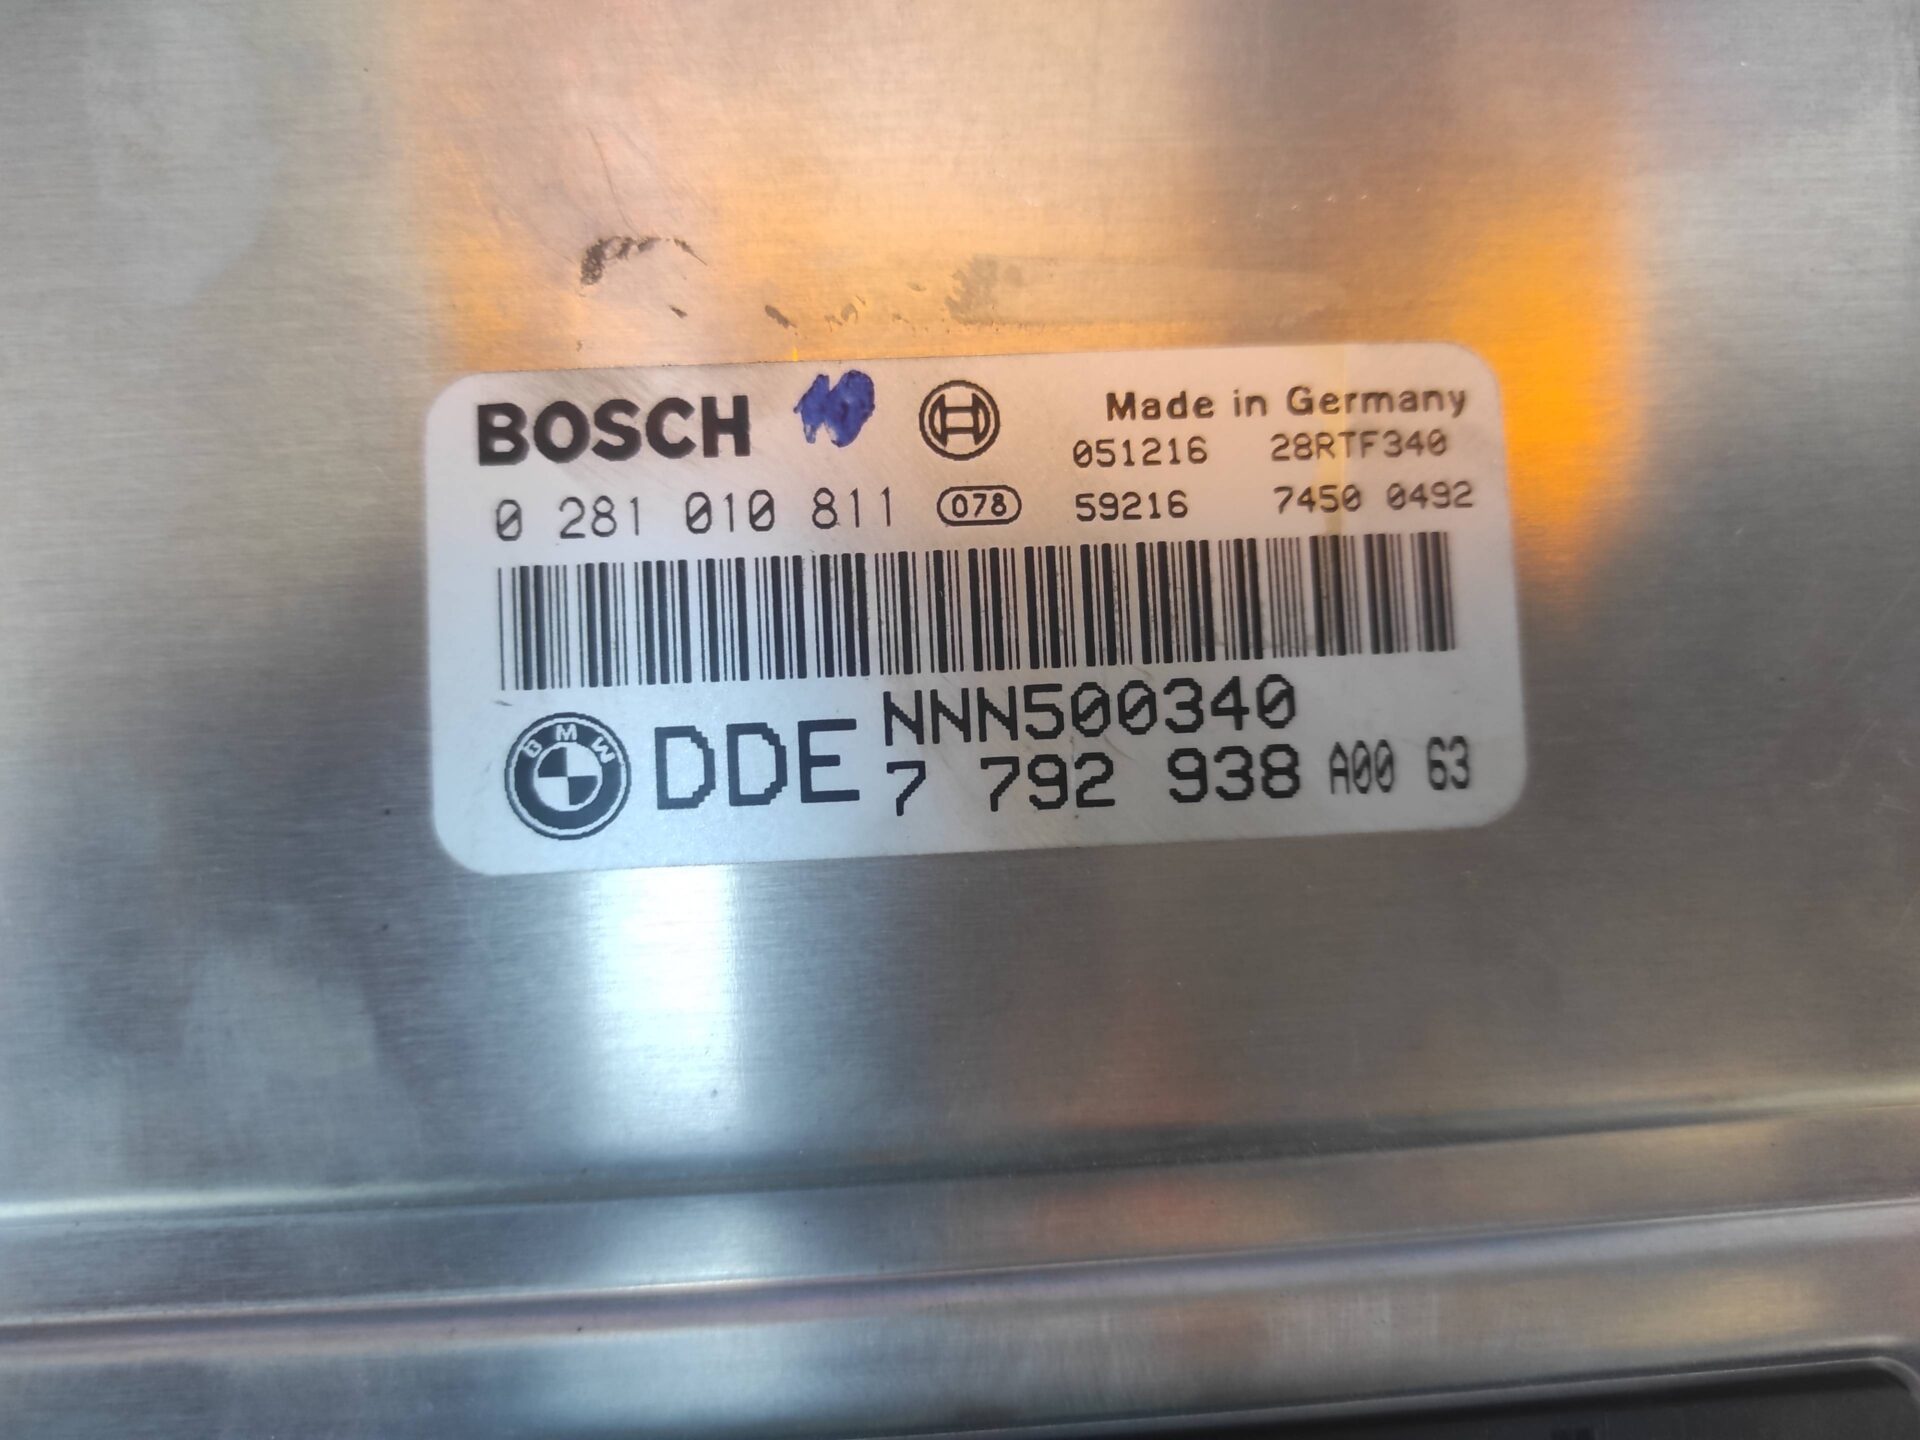 BOSCH
Made in Germany
051216 28RTF340
0 281 010 811 078 59216 7450 0492
NNN500340
BMW DDE 7 792 938 A00 63